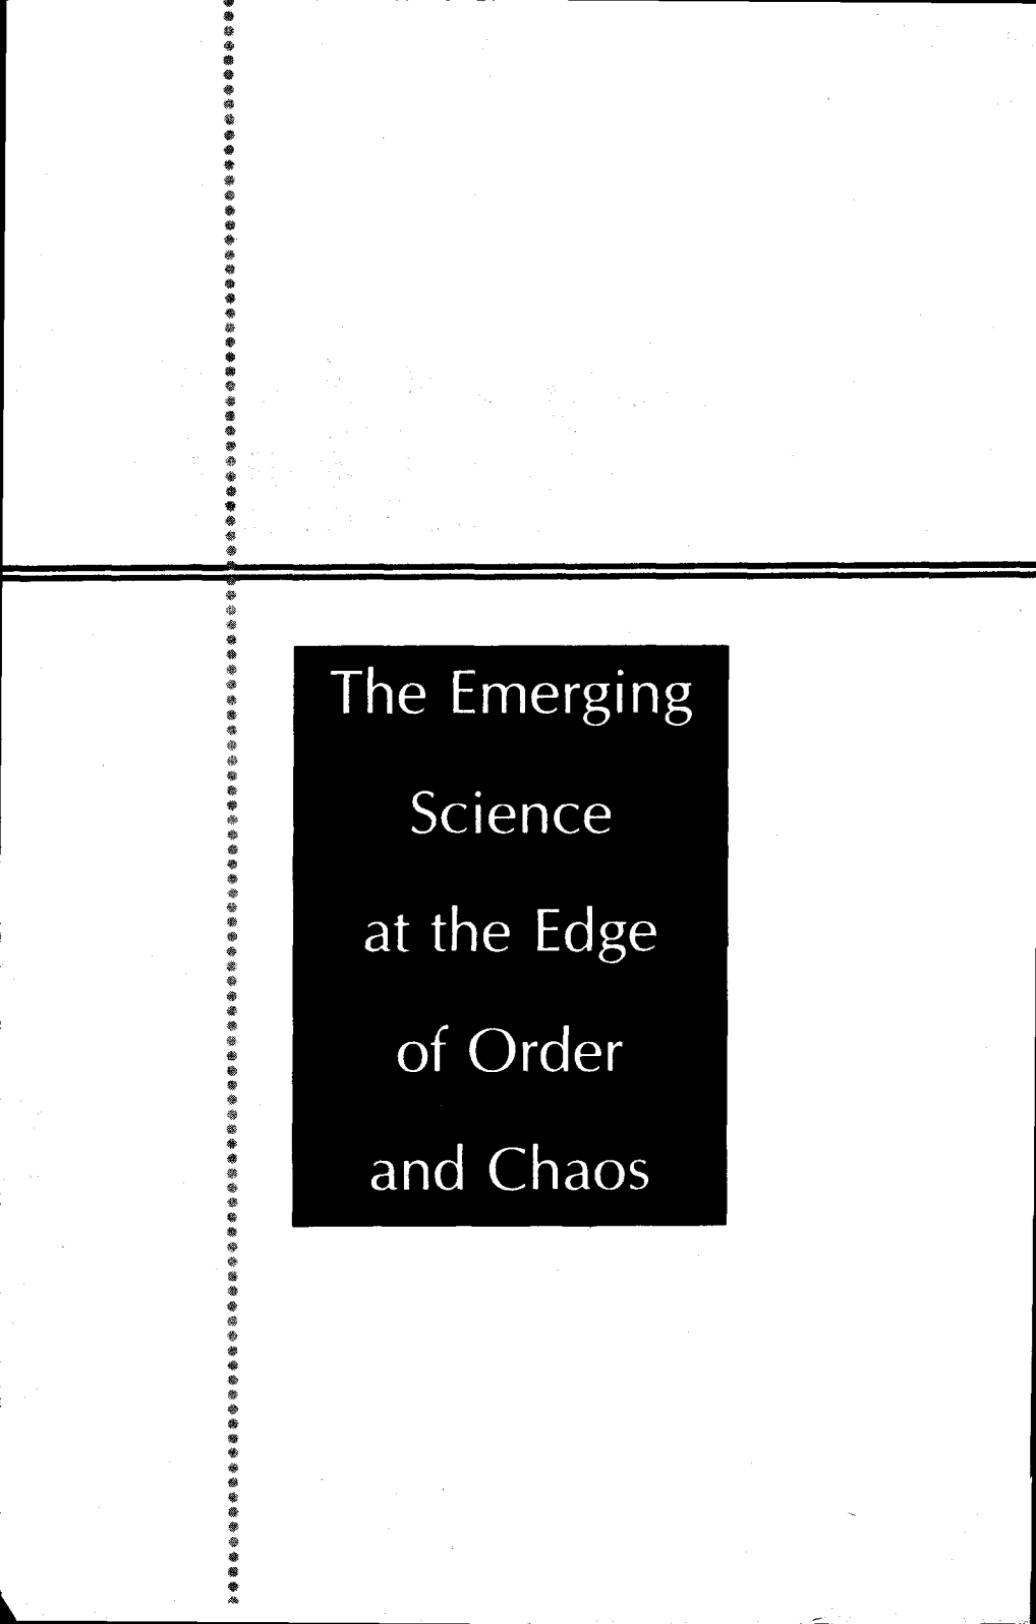 The Emerging
Science
at the Edge
of Order
and Chaos